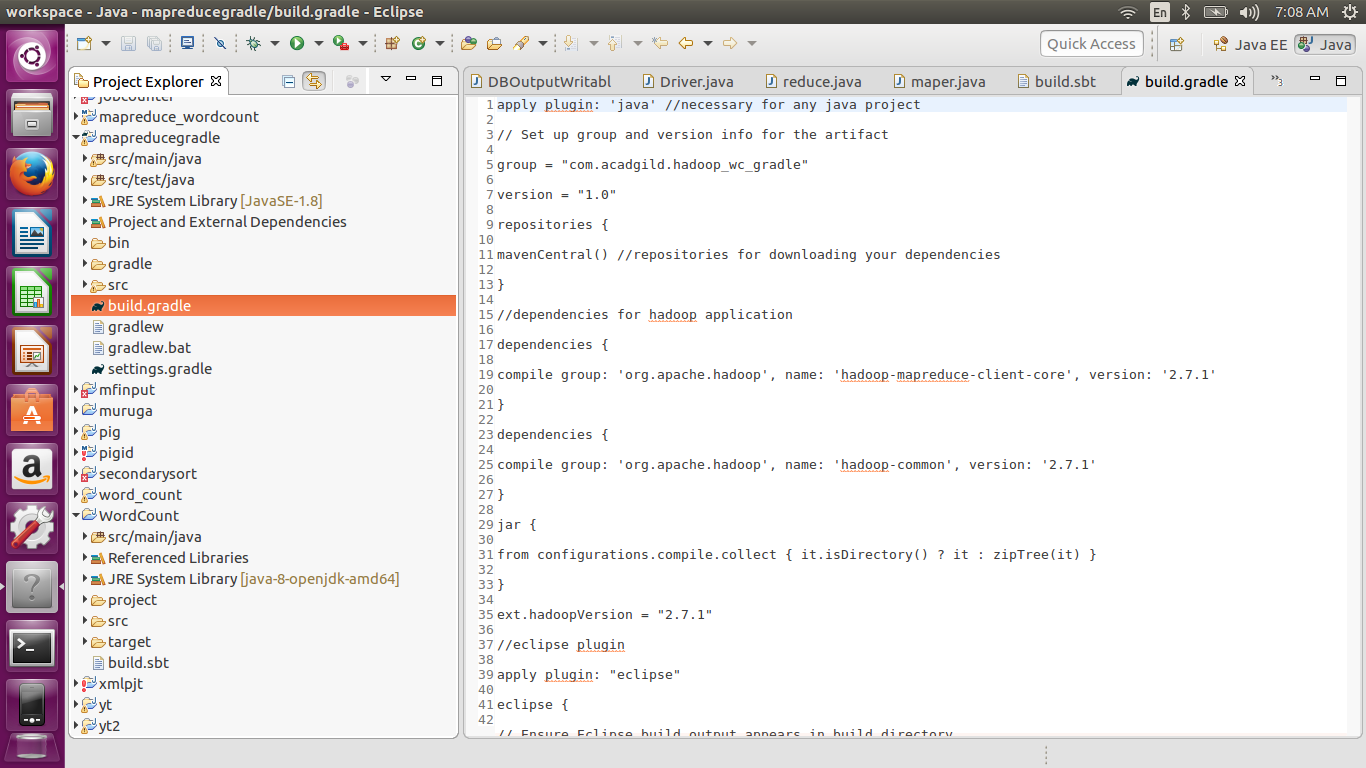 workspace - Java - mapreducegradle/build.gradle - Eclipse
En
7:08 AM
Quick Access
Java EE
Java
Project Explorer
jobcounter
mapreduce_wordcount
mapreducegradle
src/main/java
src/test/java
JRE System Library [JavaSE-1.8]
Project and External Dependencies
bin
gradle
src
build.gradle
gradlew
gradlew.bat
settings.gradle
mfinput
muruga
pig
pigid
secondarysort
word_count
WordCount
src/main/java
Referenced Libraries
JRE System Library [java-8-openjdk-amd64]
project
src
target
build.sbt
xmlpjt
yt
yt2
DBOutputWritabl
Driver.java
reduce.java
maper.java
build.sbt
build.gradle
»5
1 apply plugin: 'java' //necessary for any java project
2
3 // Set up group and version info for the artifact
4
5 group = "com.acadgild.hadoop_wc_gradle"
6
7 version = "1.0"
8
9 repositories {
10
11 mavenCentral() //repositories for downloading your dependencies
12
13 }
14
15 //dependencies for hadoop application
16
17 dependencies {
18
19 compile group: 'org.apache.hadoop', name: 'hadoop-mapreduce-client-core', version: '2.7.1'
20
21 }
22
23 dependencies {
24
25 compile group: 'org.apache.hadoop', name: 'hadoop-common', version: '2.7.1'
26
27 }
28
29 jar {
30
31 from configurations.compile.collect { it.isDirectory() ? it : zipTree(it) }
32
33 }
34
35 ext.hadoopVersion = "2.7.1"
36
37 //eclipse plugin
38
39 apply plugin: "eclipse"
40
41 eclipse {
42
// Ensure Eclipse build output appears in build directory